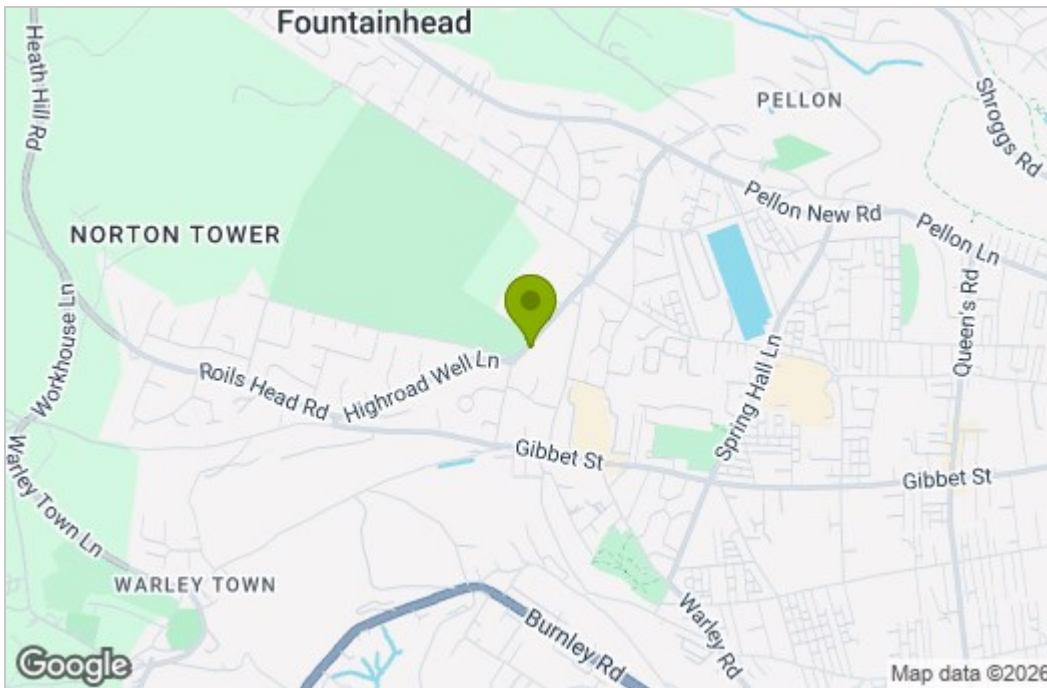 Fountainhead
Heath Hill Rd
PELLON
Shroggs Rd
Pellon New Rd
Pellon Ln
NORTON TOWER
Workhouse Ln
Queen's Rd
Roils Head Rd
Highroad Well Ln
Spring Hall Ln
Gibbet St
Gibbet St
Warley Town Ln
WARLEY TOWN
Burnley Rd
Warley Rd
Google
Map data ©2026